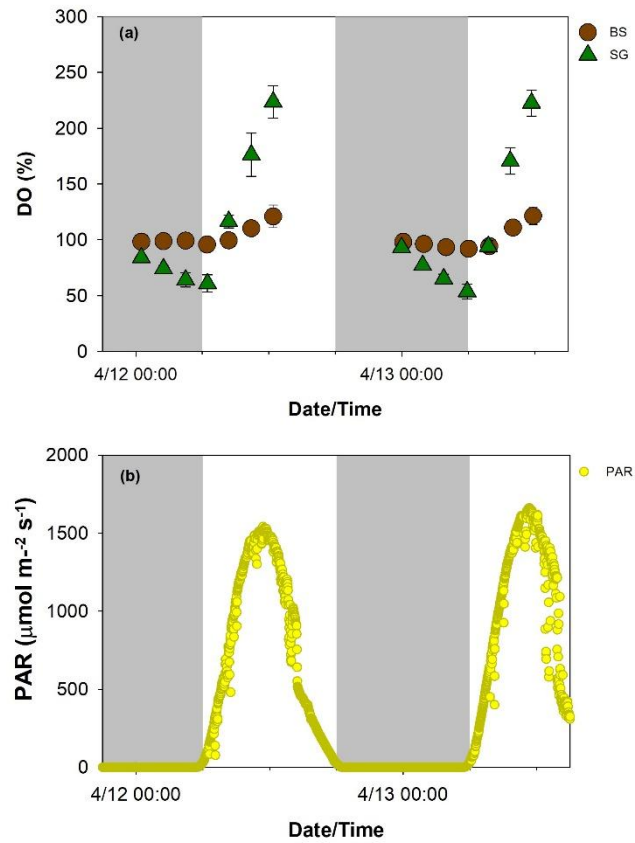 300
(a)
BS
SG
250
200
150
100
50
0
DO (%)
4/12 00:00
4/13 00:00
Date/Time
2000
(b)
PAR
1500
1000
500
0
PAR (μmol m-⁻² s⁻¹)
4/12 00:00
4/13 00:00
Date/Time